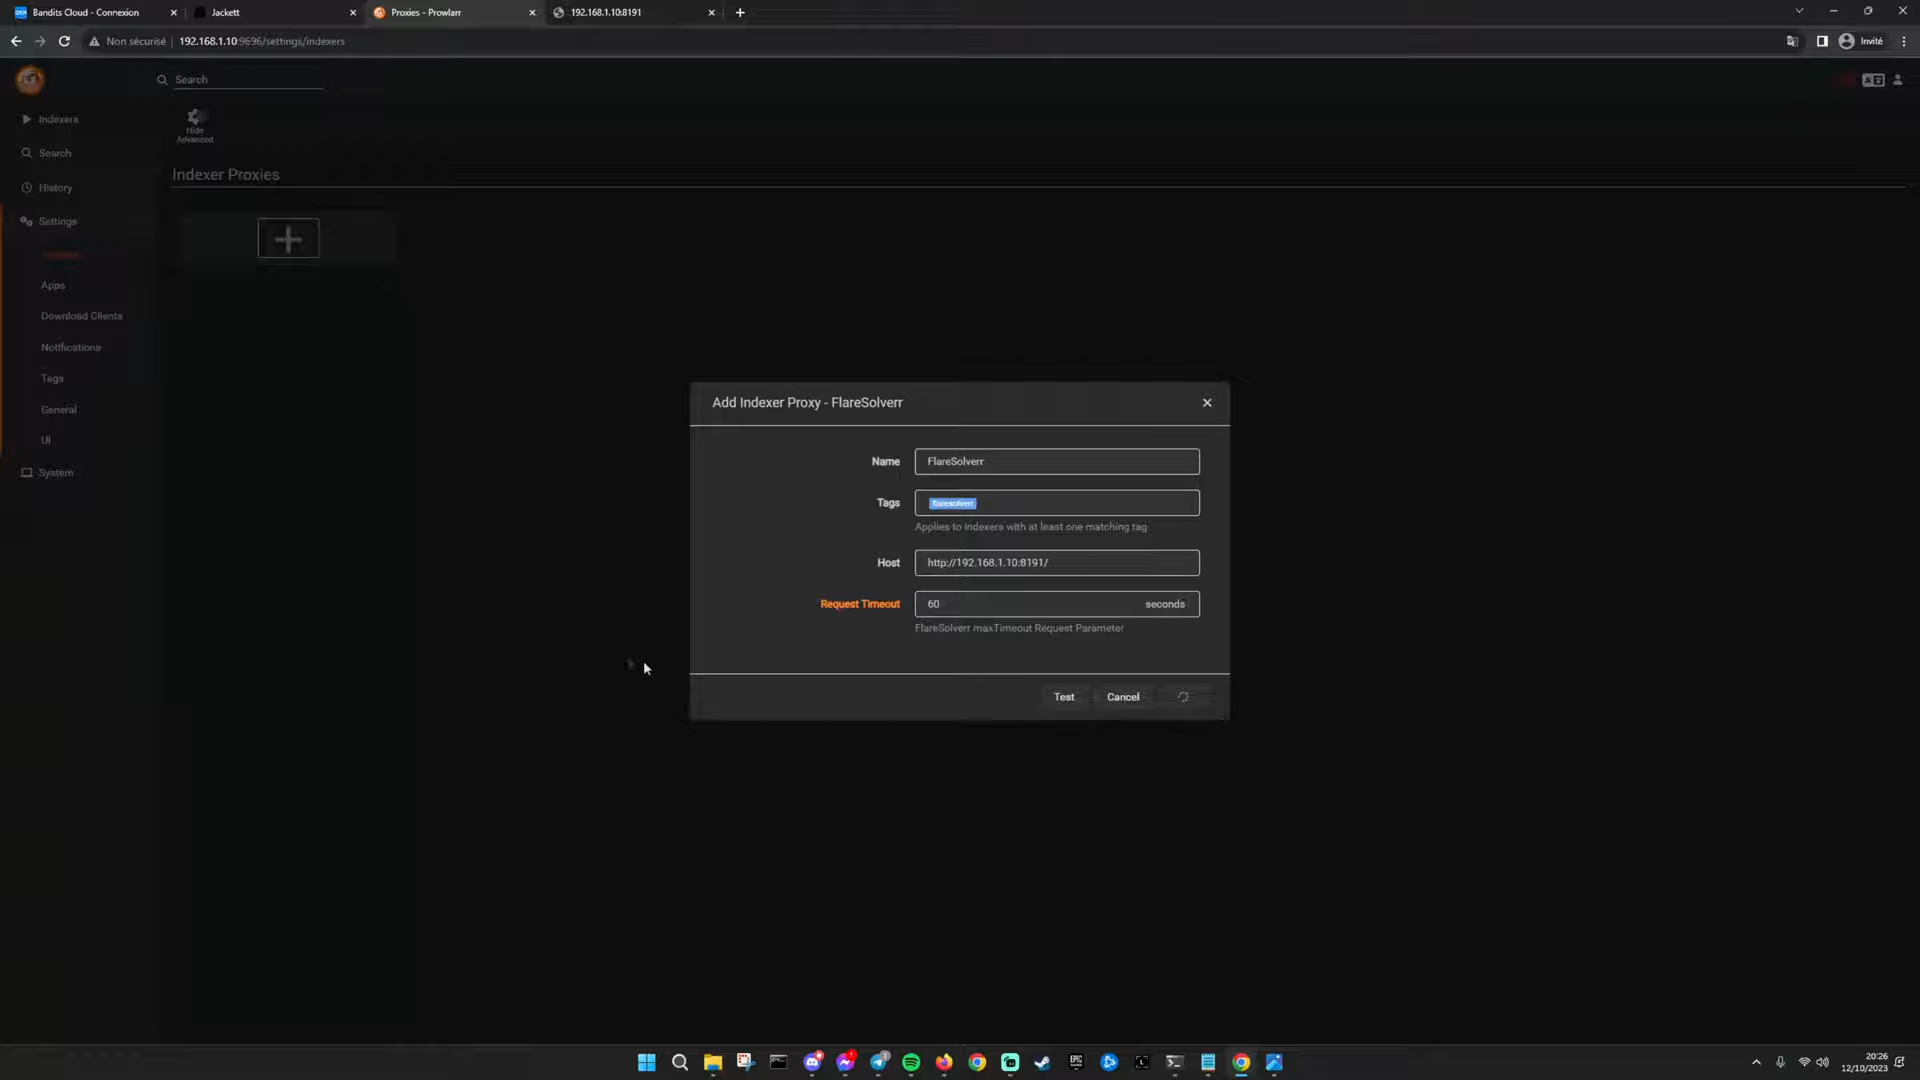 Bandits Cloud - Connexion
Jackett
Proxies - Prowlarr
192.168.1.10:8191
Non sécurisé
192.168.1.10:9696/settings/indexers
Invité
Search
Indexers
Hide
Advanced
Search
Indexer Proxies
History
Settings
Apps
Download Clients
Notifications
Tags
General
UI
System
Add Indexer Proxy - FlareSolverr
Name
FlareSolverr
Tags
flaresolverr
Applies to indexers with at least one matching tag
Host
http://192.168.1.10:8191/
Request Timeout
60
seconds
FlareSolverr maxTimeout Request Parameter
Test
Cancel
20:26
12/10/2023